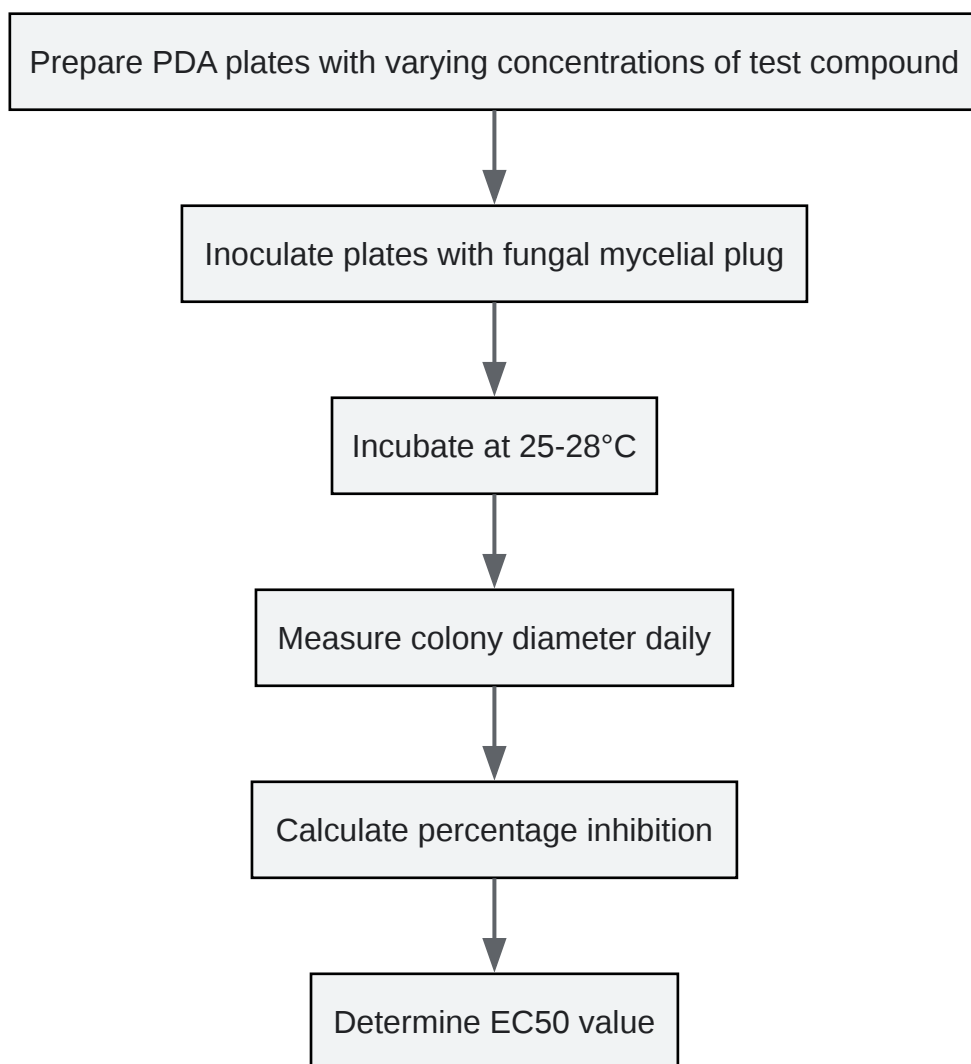 Prepare PDA plates with varying concentrations of test compound
Inoculate plates with fungal mycelial plug
Incubate at 25-28°C
Measure colony diameter daily
Calculate percentage inhibition
Determine EC50 value